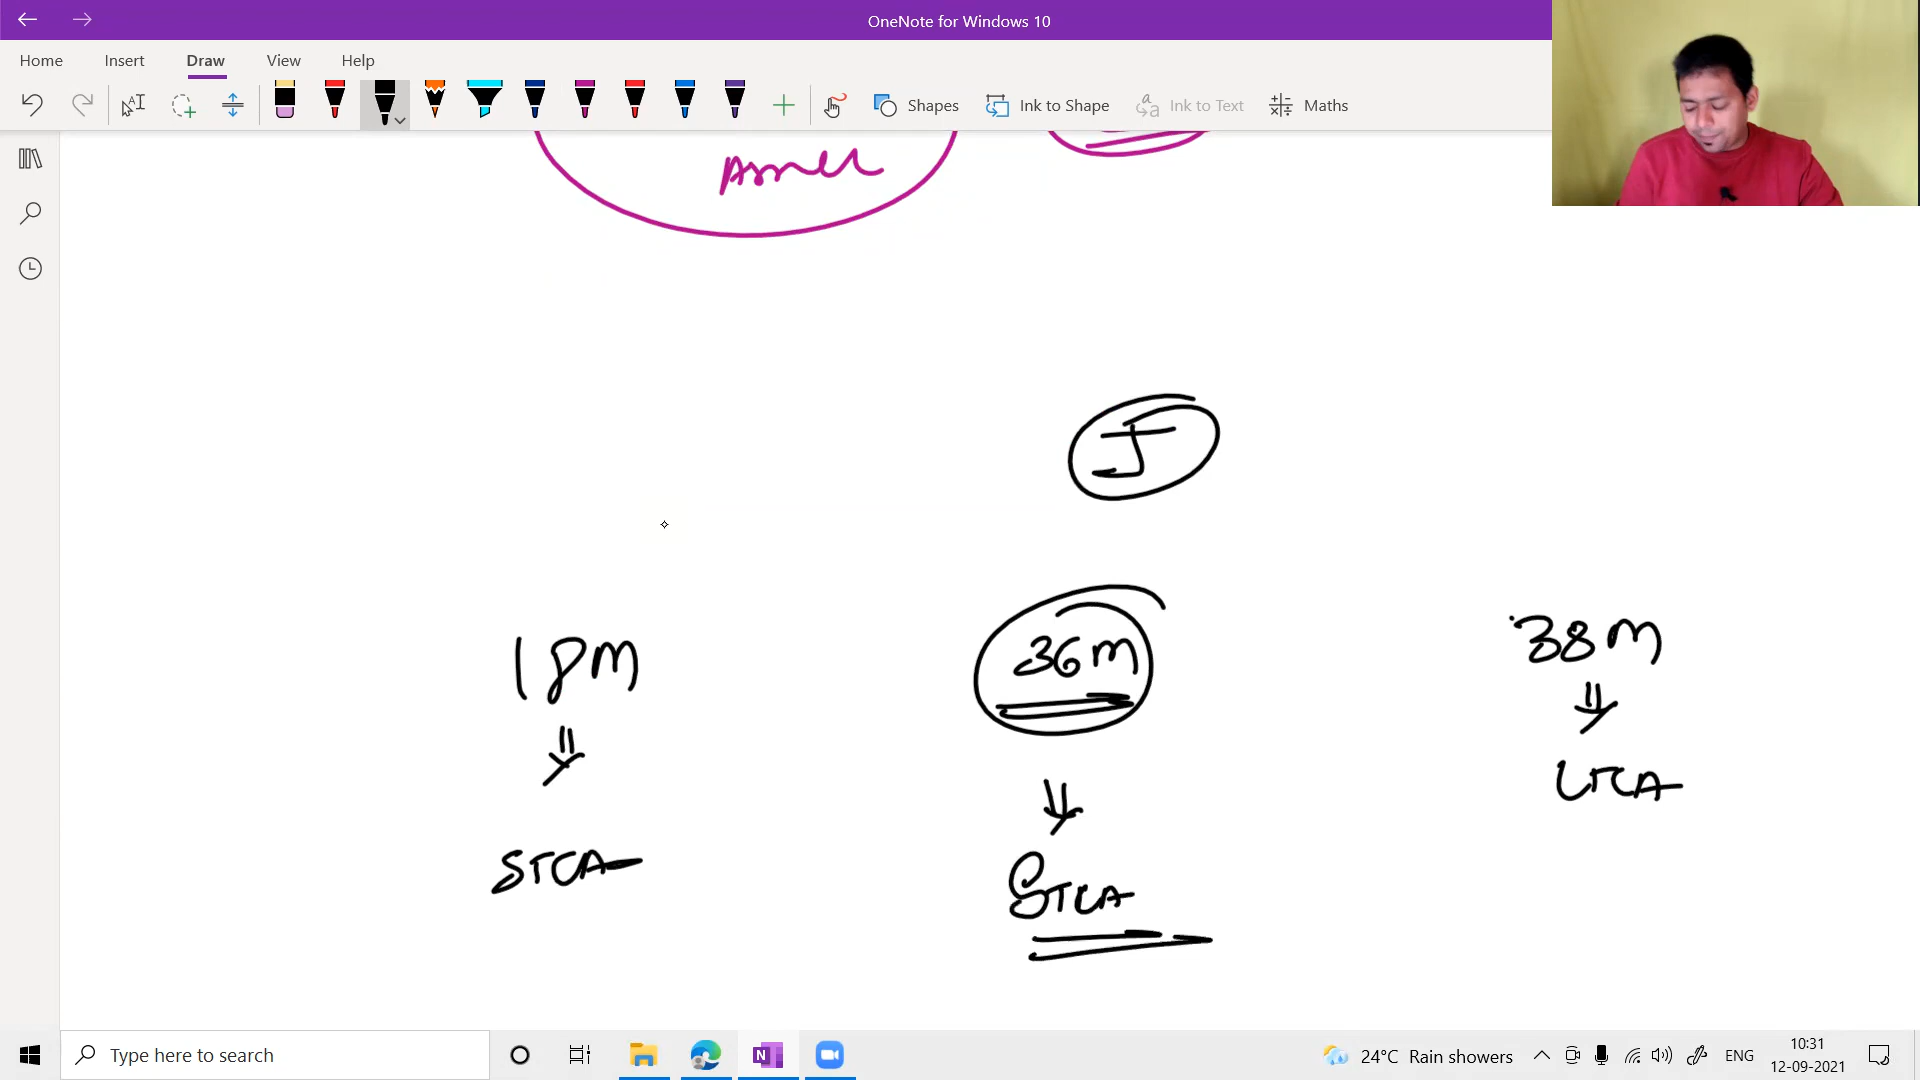 OneNote for Windows 10
Home Insert Draw View Help
Shapes Ink to Shape Ink to Text Maths
J
18M 36m 38m
STCA STCA LTCA
Type here to search
24°C Rain showers ENG 10:31
12-09-2021